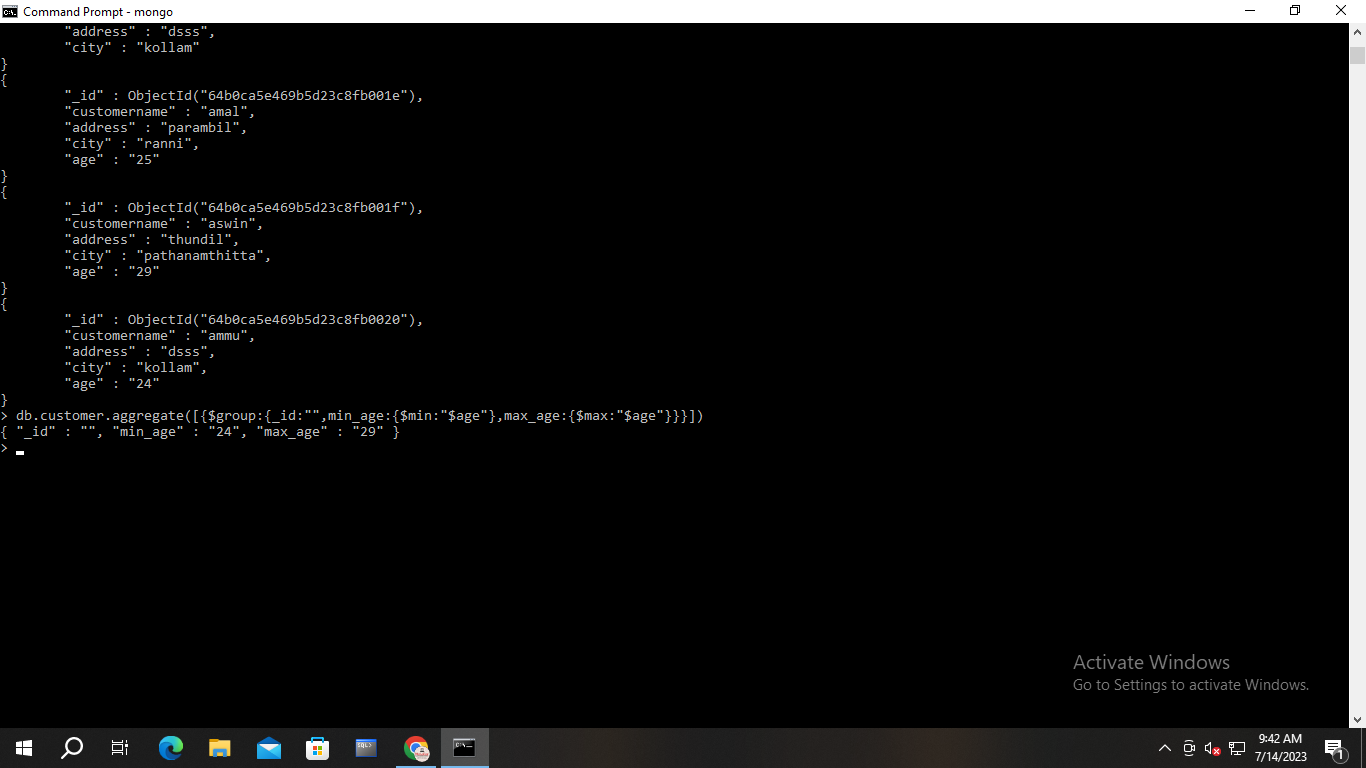 Command Prompt - mongo
"address" : "dsss",
"city" : "kollam"
}
{
"_id" : ObjectId("64b0ca5e469b5d23c8fb001e"),
"customername" : "amal",
"address" : "parambil",
"city" : "ranni",
"age" : "25"
}
{
"_id" : ObjectId("64b0ca5e469b5d23c8fb001f"),
"customername" : "aswin",
"address" : "thundil",
"city" : "pathanamthitta",
"age" : "29"
}
{
"_id" : ObjectId("64b0ca5e469b5d23c8fb0020"),
"customername" : "ammu",
"address" : "dsss",
"city" : "kollam",
"age" : "24"
}
> db.customer.aggregate([{$group:{_id:"",min_age:{$min:"$age"},max_age:{$max:"$age"}}}])
{ "_id" : "", "min_age" : "24", "max_age" : "29" }
>
Activate Windows
Go to Settings to activate Windows.
9:42 AM
7/14/2023
1